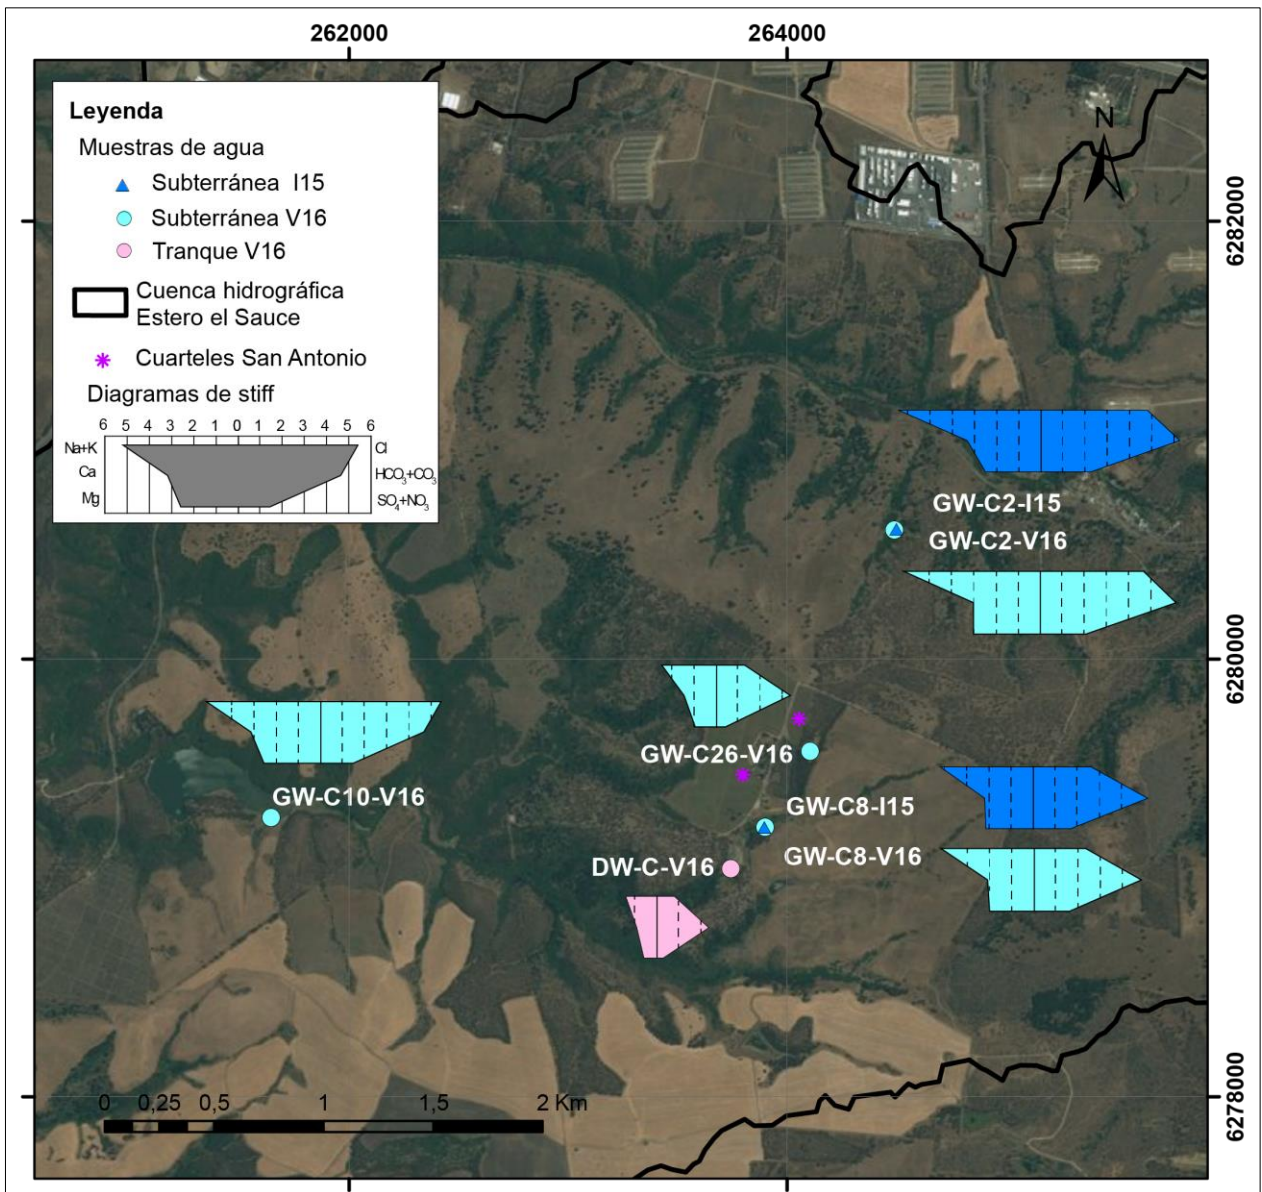 262000 264000
Leyenda
Muestras de agua
Subterránea I15
Subterránea V16
Tranque V16
Cuenca hidrográfica
Estero el Sauce
Cuarteles San Antonio
Diagramas de stiff
6 5 4 3 2 1 0 1 2 3 4 5 6
Na+K Cl
Ca HCO₃+CO₃
Mg SO₄+NO₃
N
6282000
GW-C2-I15
GW-C2-V16
6280000
GW-C26-V16
GW-C10-V16
GW-C8-I15
GW-C8-V16
DW-C-V16
6278000
0 0,25 0,5 1 1,5 2 Km